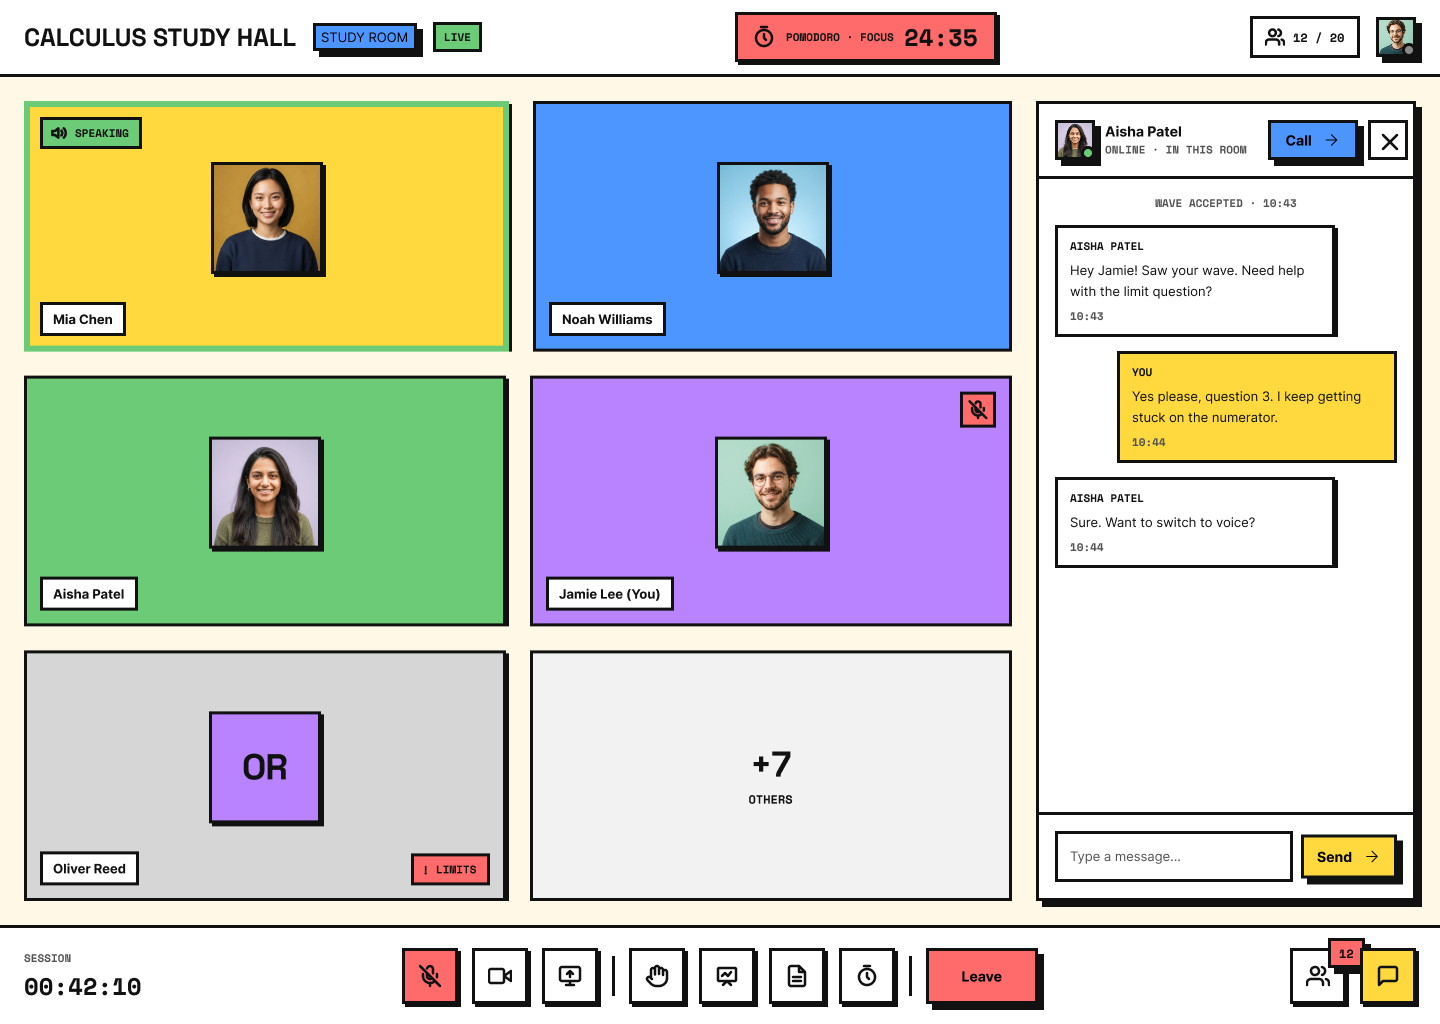 CALCULUS STUDY HALL
STUDY ROOM
LIVE
POMODORO · FOCUS 24:35
12 / 20
SPEAKING
Mia Chen
Noah Williams
Aisha Patel
Jamie Lee (You)
OR
Oliver Reed
! LIMITS
+7
OTHERS
Aisha Patel
ONLINE · IN THIS ROOM
Call
WAVE ACCEPTED · 10:43
AISHA PATEL
Hey Jamie! Saw your wave. Need help
with the limit question?
10:43
YOU
Yes please, question 3. I keep getting
stuck on the numerator.
10:44
AISHA PATEL
Sure. Want to switch to voice?
10:44
Type a message...
Send
SESSION
00:42:10
Leave
12